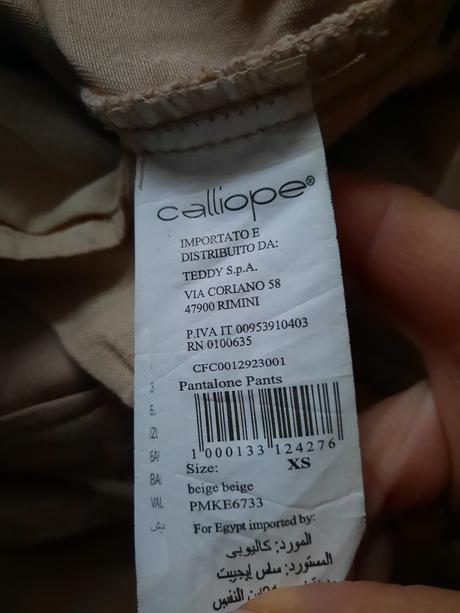 calliope®
IMPORTATO E
DISTRIBUITO DA:
TEDDY S.p.A.
VIA CORIANO 58
47900 RIMINI
P.IVA IT 00953910403
RN 0100635
CFC0012923001
Pantalone Pants
1 000133 124276
Size: XS
beige beige
PMKE6733
For Egypt imported by:
المورد: كاليوبى
المستورد: سلس إيجيبت
النفيس